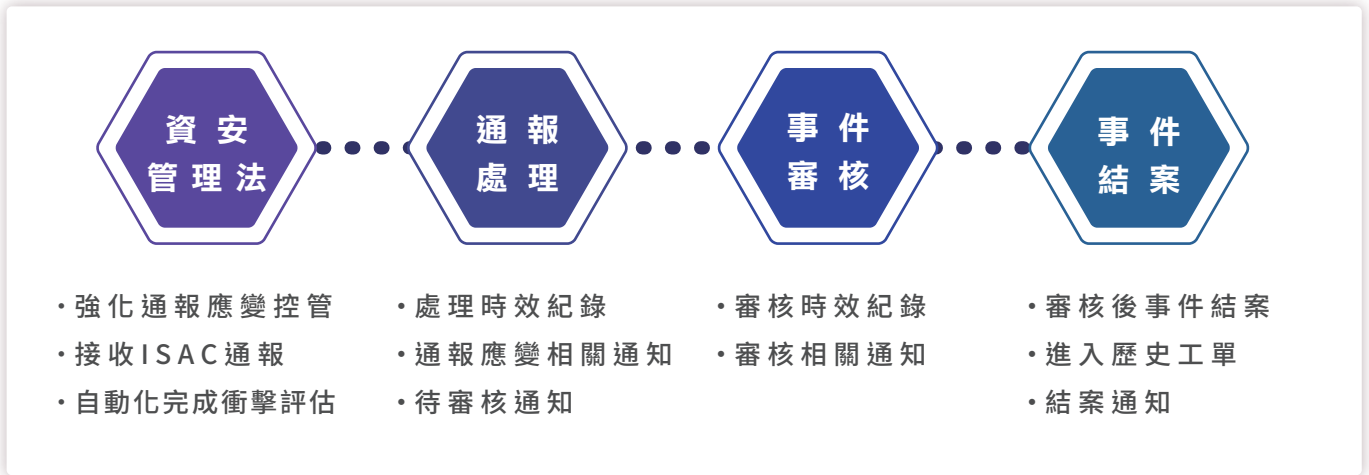 資安
管理法
通報
處理
事件
審核
事件
結案
・強化通報應變控管
・接收ISAC通報
・自動化完成衝擊評估
・處理時效紀錄
・通報應變相關通知
・待審核通知
・審核時效紀錄
・審核相關通知
・審核後事件結案
・進入歷史工單
・結案通知